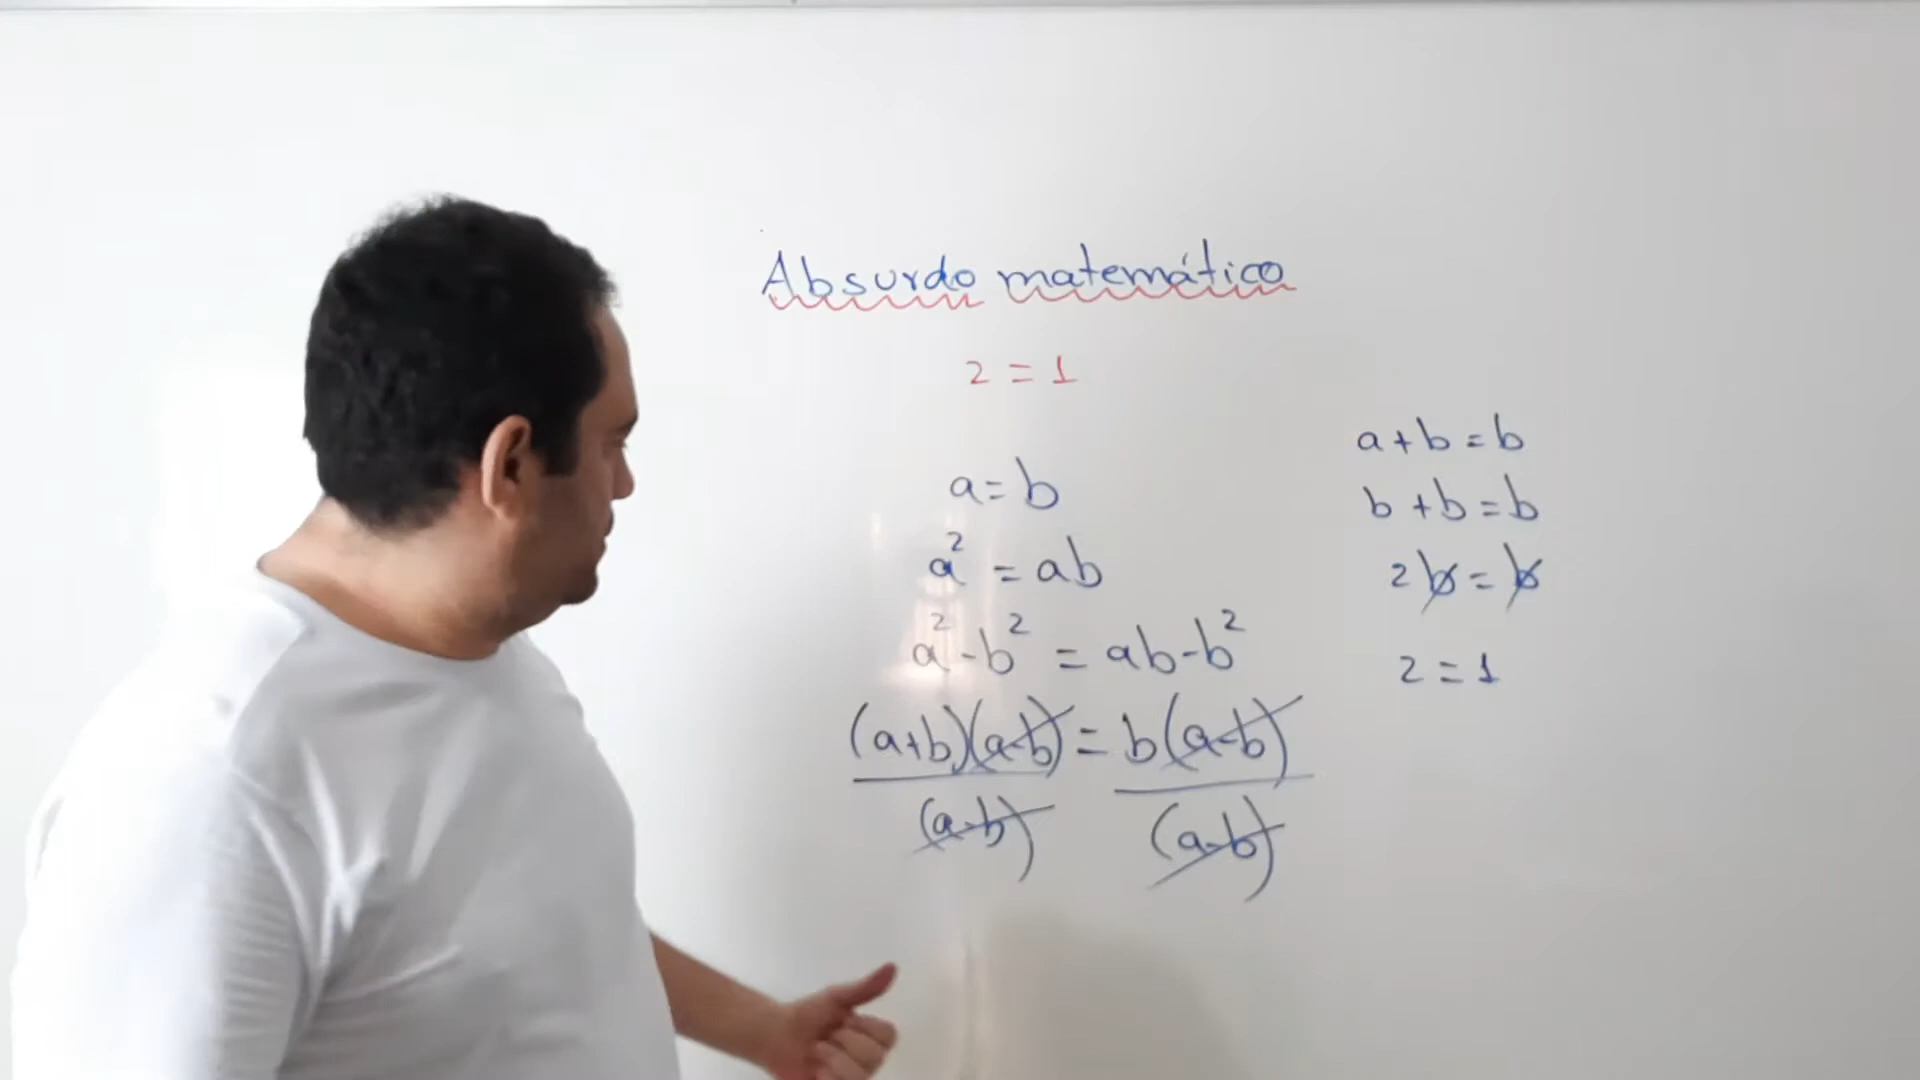 Absurdo matemático
2 = 1
a = b
a² = ab
a² - b² = ab - b²
(a+b)(a-b) = b(a-b)
(a-b) (a-b)
a + b = b
b + b = b
2b = b
2 = 1